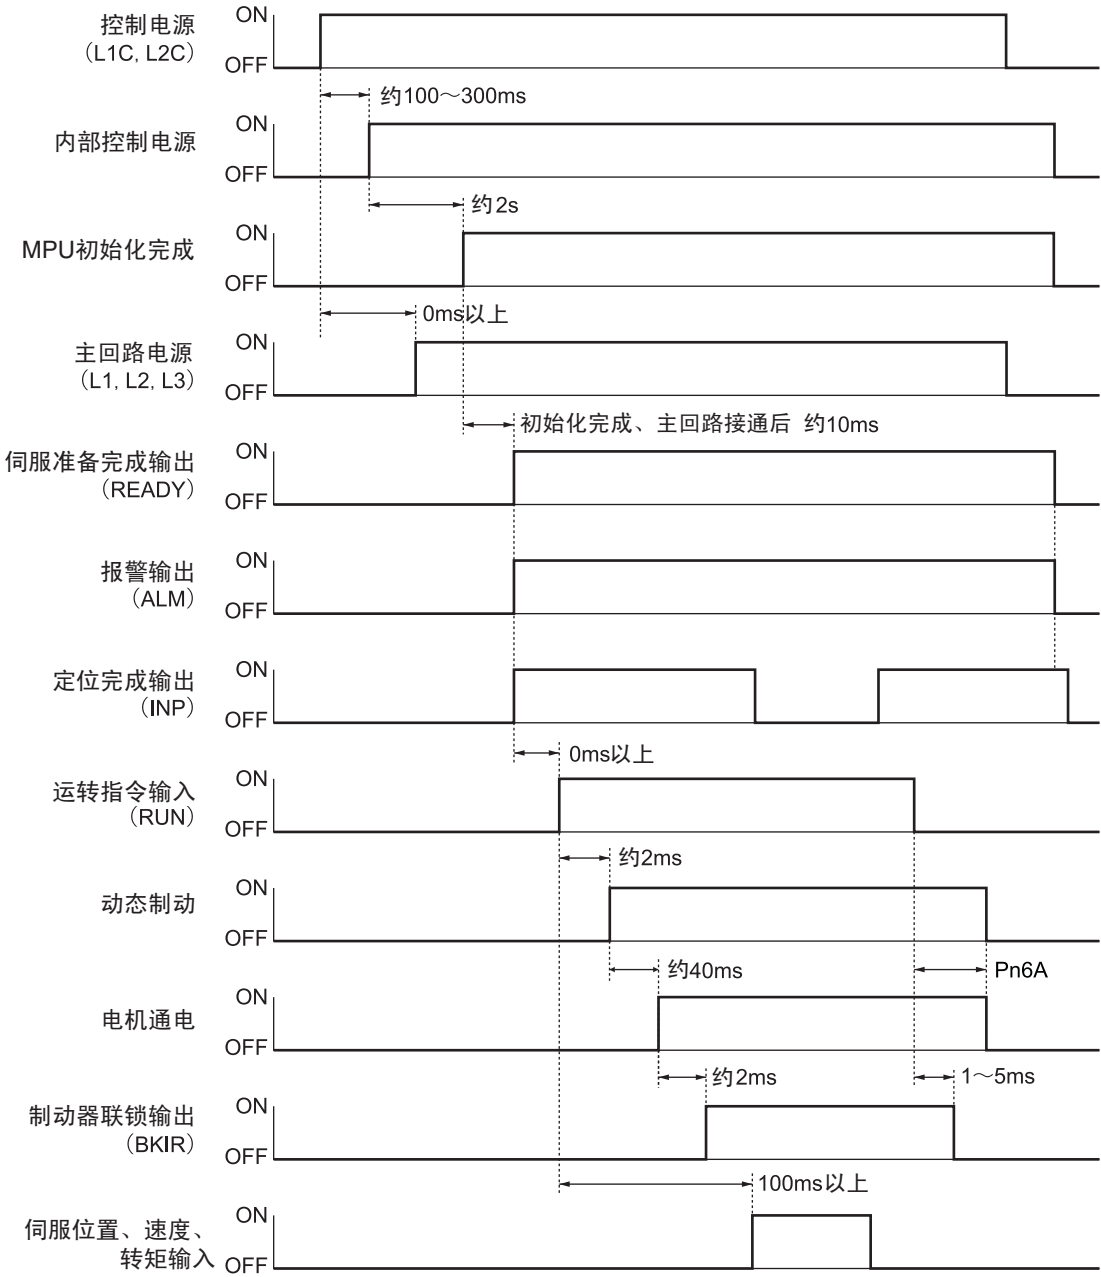 控制电源 ON
(L1C, L2C)
OFF
约100～300ms
内部控制电源 ON
OFF
约2s
MPU初始化完成 ON
OFF
0ms以上
主回路电源 ON
(L1, L2, L3)
OFF
初始化完成、主回路接通后 约10ms
伺服准备完成输出 ON
(READY)
OFF
报警输出 ON
(ALM)
OFF
定位完成输出 ON
(INP)
OFF
0ms以上
运转指令输入 ON
(RUN)
OFF
约2ms
动态制动 ON
OFF
约40ms Pn6A
电机通电 ON
OFF
约2ms 1～5ms
制动器联锁输出 ON
(BKIR)
OFF
100ms以上
伺服位置、速度、 ON
转矩输入 OFF